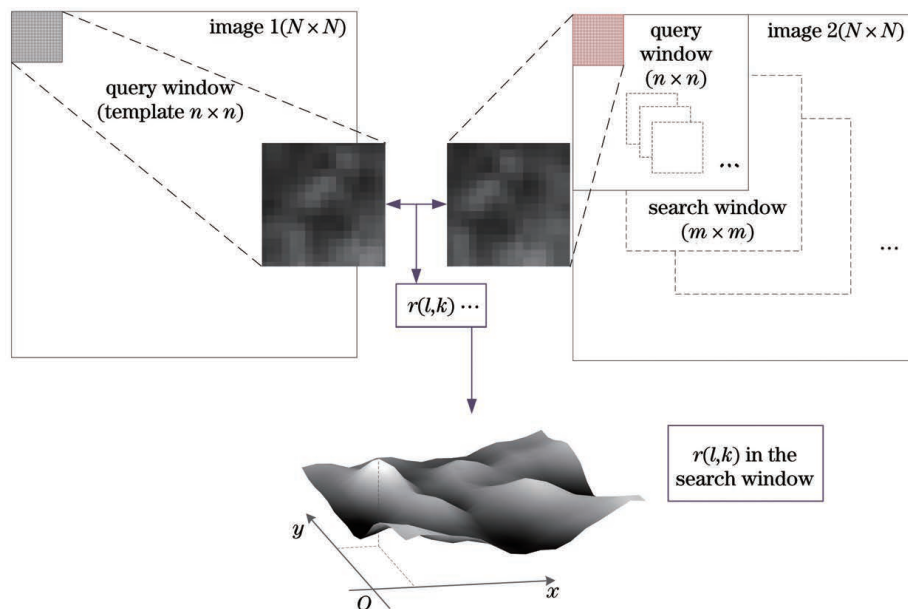 image 1(N × N)
query window
(template n × n)
query
window
(n × n)
...
image 2(N × N)
search window
(m × m)
...
r(l,k) ···
r(l,k) in the
search window
y
x
O